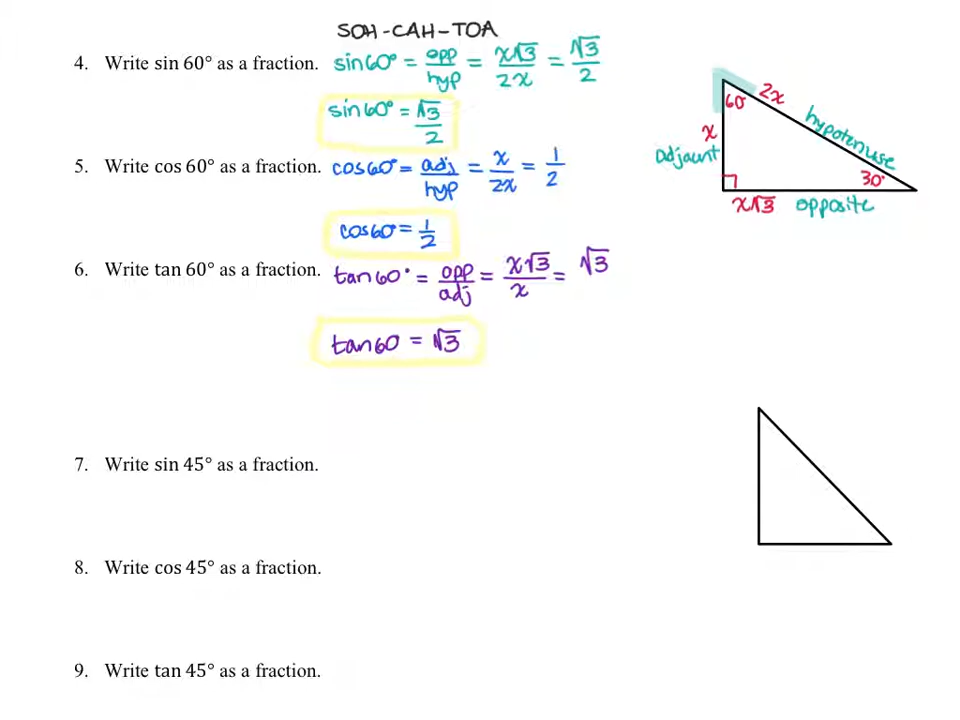 SOH-CAH-TOA
4. Write sin 60° as a fraction. sin60° = opp/hyp = x√3/2x = √3/2
sin60° = √3/2
60 2x
x
hypotenuse
adjacent
30°
x√3 opposite
5. Write cos 60° as a fraction. cos60° = adj/hyp = x/2x = 1/2
cos60° = 1/2
6. Write tan 60° as a fraction. tan60° = opp/adj = x√3/x = √3
tan60 = √3
7. Write sin 45° as a fraction.
8. Write cos 45° as a fraction.
9. Write tan 45° as a fraction.